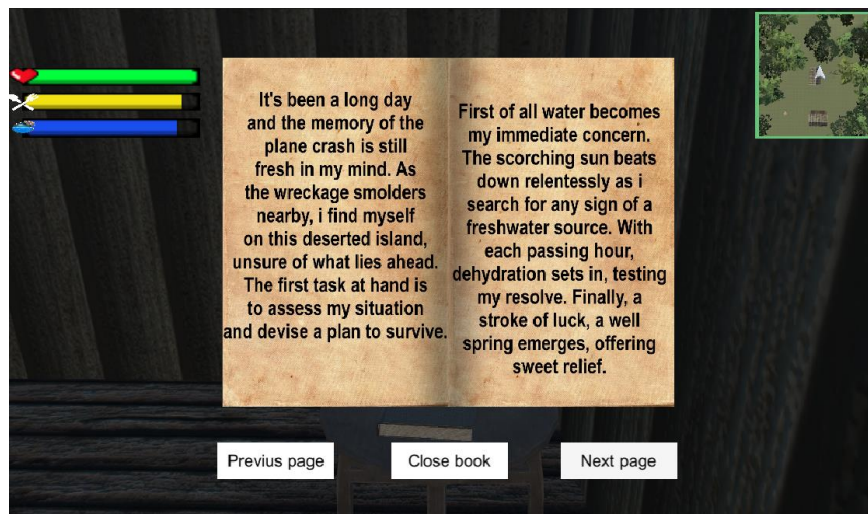 It's been a long day
and the memory of the
plane crash is still
fresh in my mind. As
the wreckage smolders
nearby, i find myself
on this deserted island,
unsure of what lies ahead.
The first task at hand is
to assess my situation
and devise a plan to survive.
First of all water becomes
my immediate concern.
The scorching sun beats
down relentlessly as i
search for any sign of a
freshwater source. With
each passing hour,
dehydration sets in, testing
my resolve. Finally, a
stroke of luck, a well
spring emerges, offering
sweet relief.
Previus page
Close book
Next page